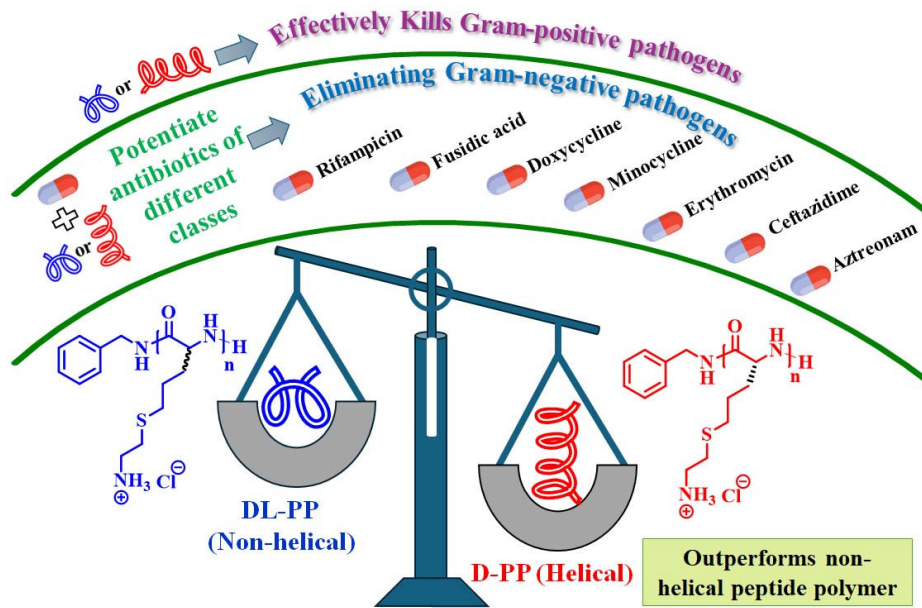 Effectively Kills Gram-positive pathogens
or
Eliminating Gram-negative pathogens
Potentiate
antibiotics of
different
classes
or
Rifampicin
Fusidic acid
Doxycycline
Minocycline
Erythromycin
Ceftazidime
Aztreonam
O
H
N
N
H
H
n
S
NH3 Cl⊖
⊕
O
H
N
N
H
H
n
S
NH3 Cl⊖
⊕
DL-PP
(Non-helical)
D-PP (Helical)
Outperforms non-
helical peptide polymer